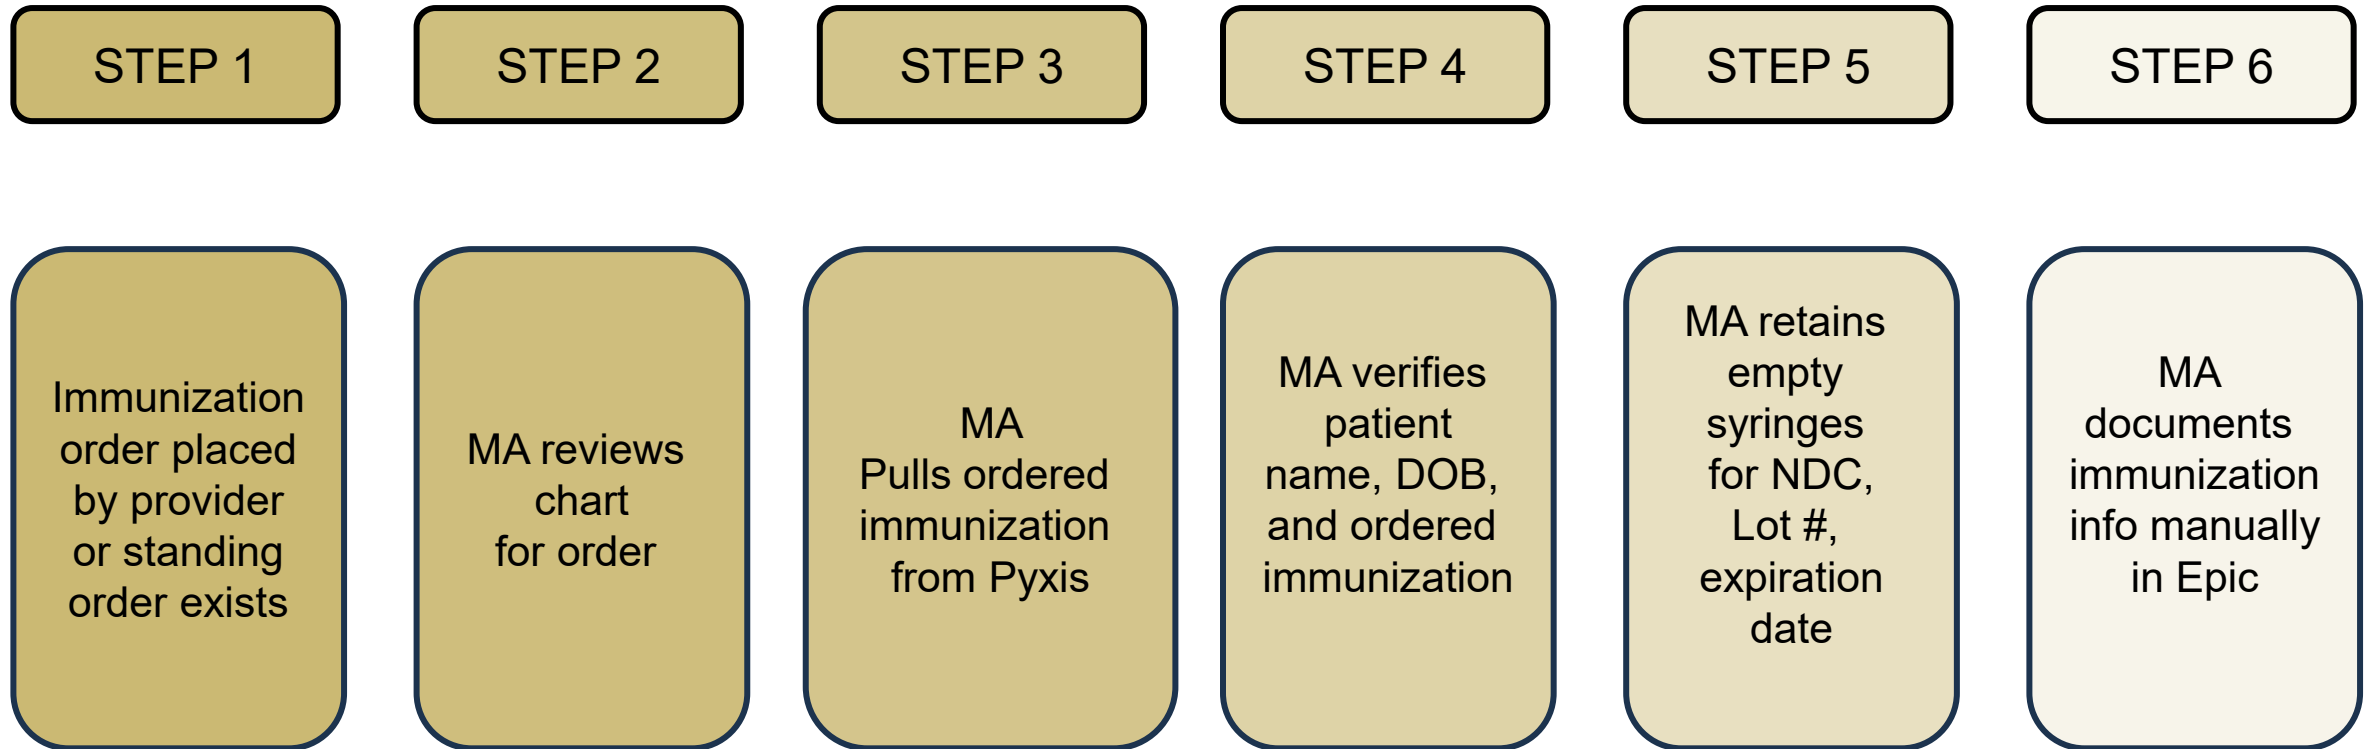 STEP 1
STEP 2
STEP 3
STEP 4
STEP 5
STEP 6
Immunization
order placed
by provider
or standing
order exists
MA reviews
chart
for order
MA
Pulls ordered
immunization
from Pyxis
MA verifies
patient
name, DOB,
and ordered
immunization
MA retains
empty
syringes
for NDC,
Lot #,
expiration
date
MA
documents
immunization
info manually
in Epic